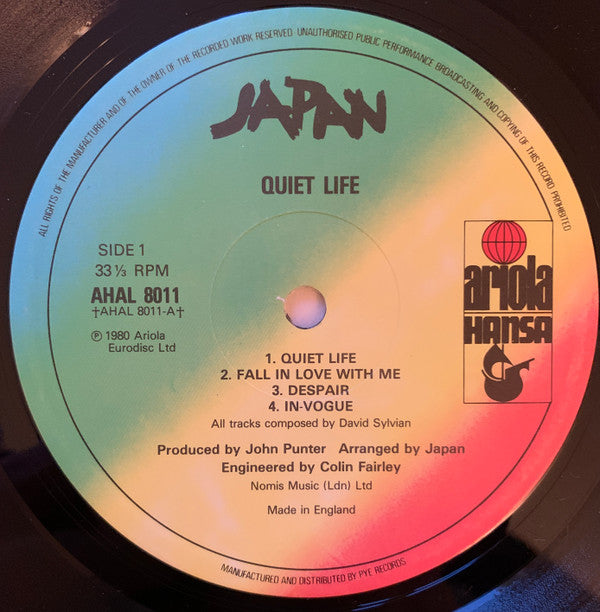 ALL RIGHTS OF THE MANUFACTURER AND OF THE OWNER OF THE RECORDED WORK RESERVED. UNAUTHORISED PUBLIC PERFORMANCE BROADCASTING AND COPYING OF THIS RECORD PROHIBITED
JAPAN
QUIET LIFE
SIDE 1
33⅓ RPM
AHAL 8011
†AHAL 8011-A†
℗ 1980 Ariola
Eurodisc Ltd
ariola
HANSA
1. QUIET LIFE
2. FALL IN LOVE WITH ME
3. DESPAIR
4. IN-VOGUE
All tracks composed by David Sylvian
Produced by John Punter Arranged by Japan
Engineered by Colin Fairley
Nomis Music (Ldn) Ltd
Made in England
MANUFACTURED AND DISTRIBUTED BY PYE RECORDS